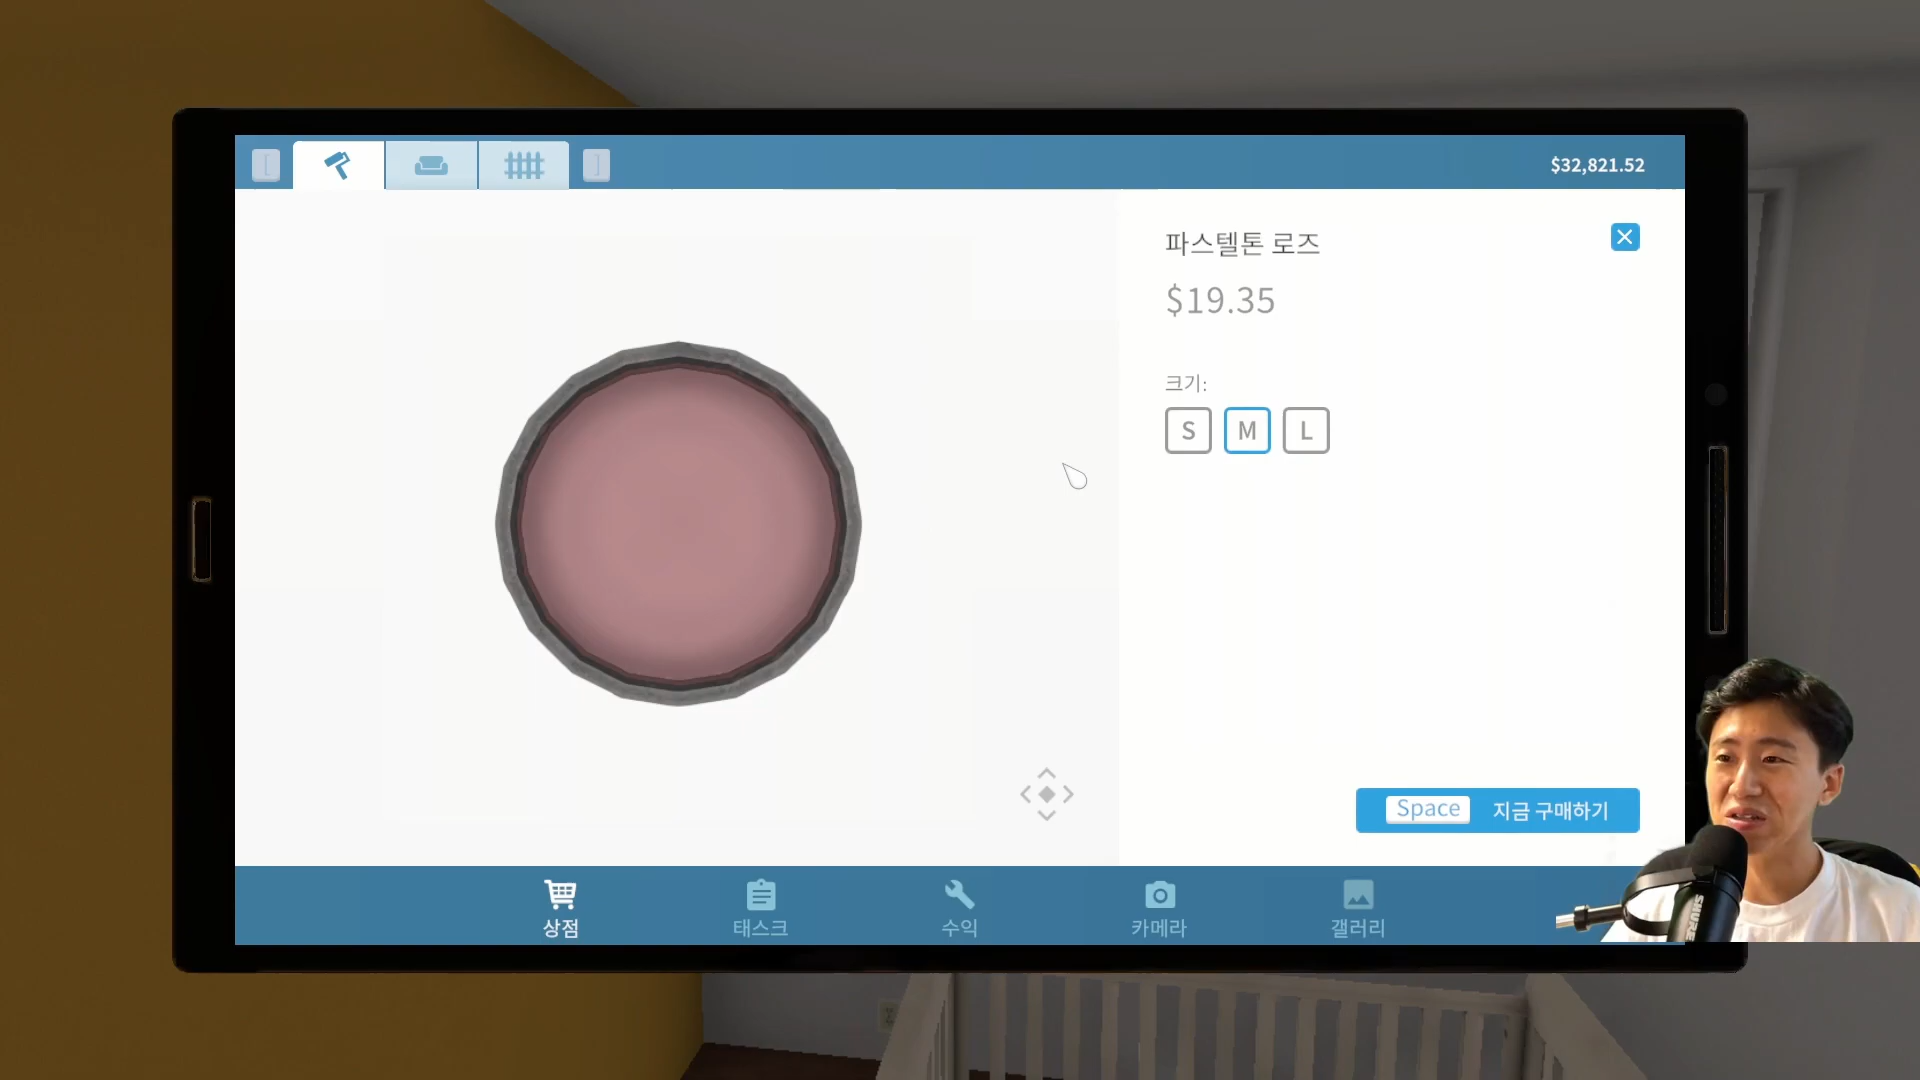 [
]
$32,821.52
파스텔톤 로즈
$19.35
크기:
S M L
Space 지금 구매하기
상점 태스크 수익 카메라 갤러리
SHURE